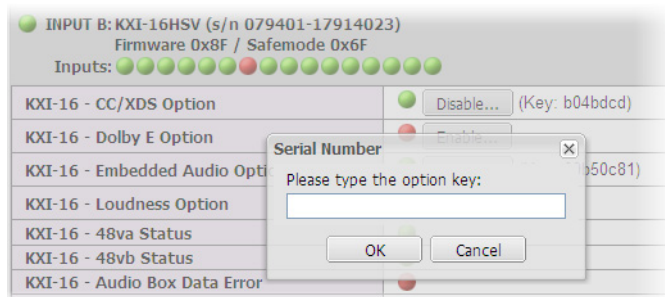 INPUT B: KXI-16HSV (s/n 079401-17914023)
Firmware 0x8F / Safemode 0x6F
Inputs:
KXI-16 - CC/XDS Option Disable... (Key: b04bdcd)
KXI-16 - Dolby E Option Enable...
KXI-16 - Embedded Audio Opti b50c81)
KXI-16 - Loudness Option
KXI-16 - 48va Status
KXI-16 - 48vb Status
KXI-16 - Audio Box Data Error
Serial Number
Please type the option key:
OK Cancel